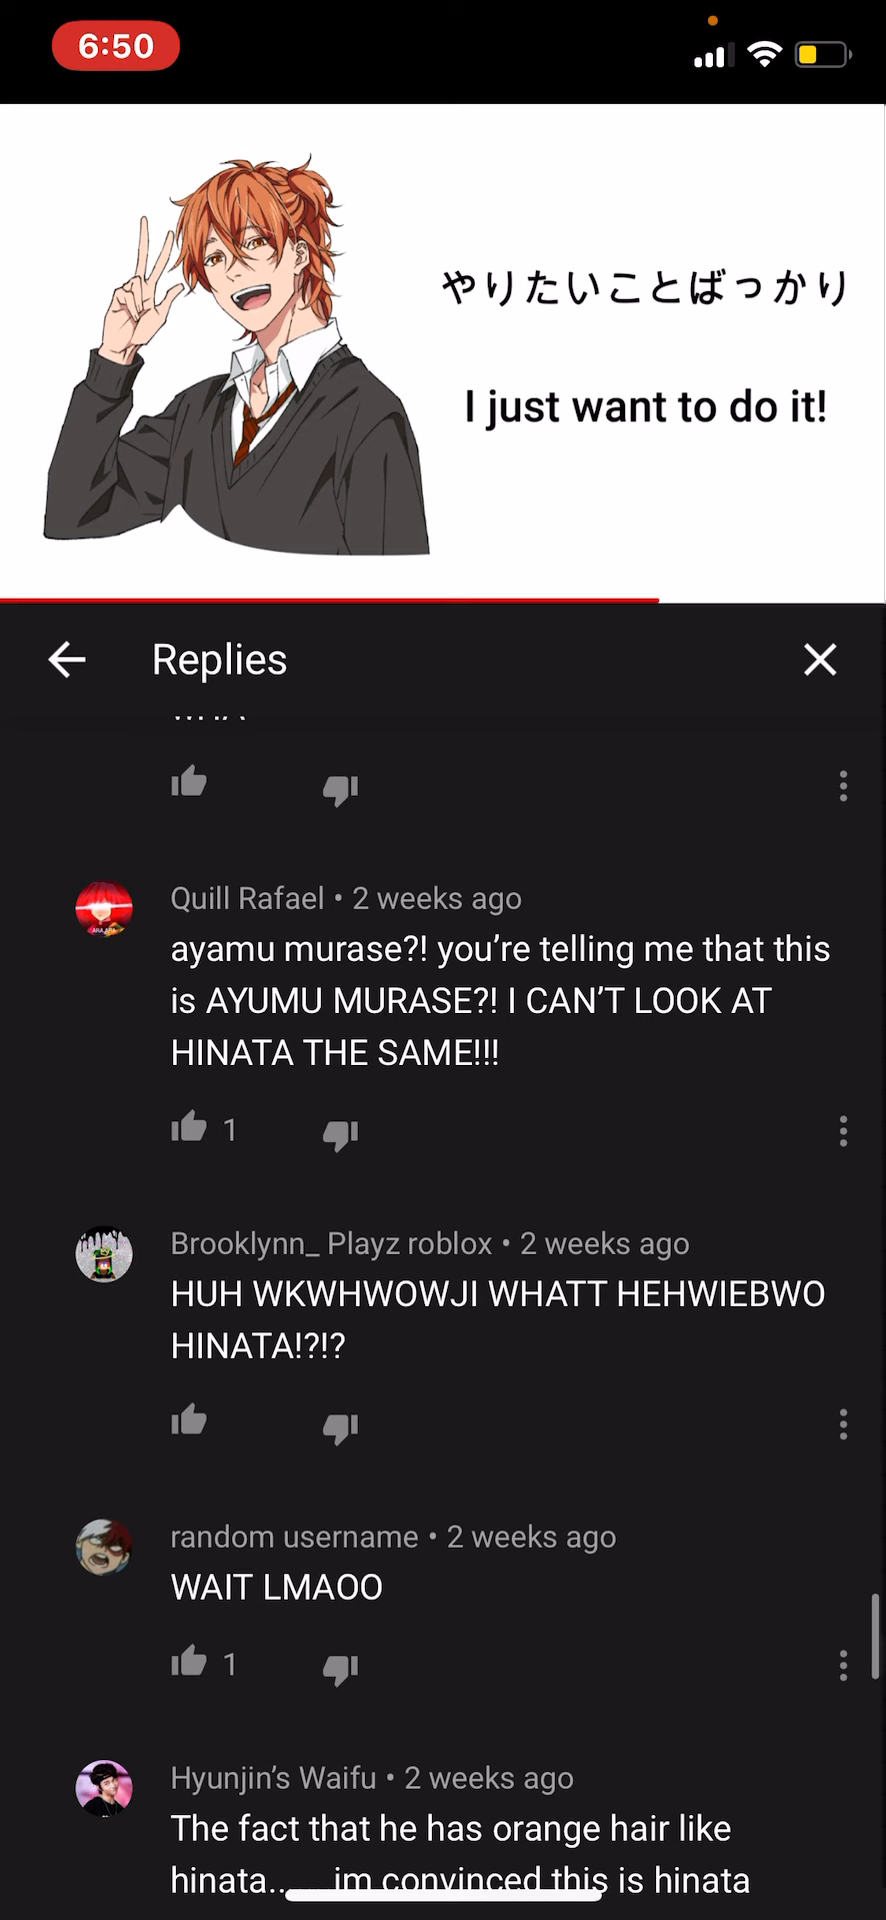 6:50
やりたいことばっかり
I just want to do it!
Replies
Quill Rafael • 2 weeks ago
ayamu murase?! you’re telling me that this
is AYUMU MURASE?! I CAN’T LOOK AT
HINATA THE SAME!!!
1
Brooklynn_ Playz roblox • 2 weeks ago
HUH WKWHWOWJI WHATT HEHWIEBWO
HINATA!?!?
random username • 2 weeks ago
WAIT LMAOO
1
Hyunjin’s Waifu • 2 weeks ago
The fact that he has orange hair like
hinata.. im convinced this is hinata